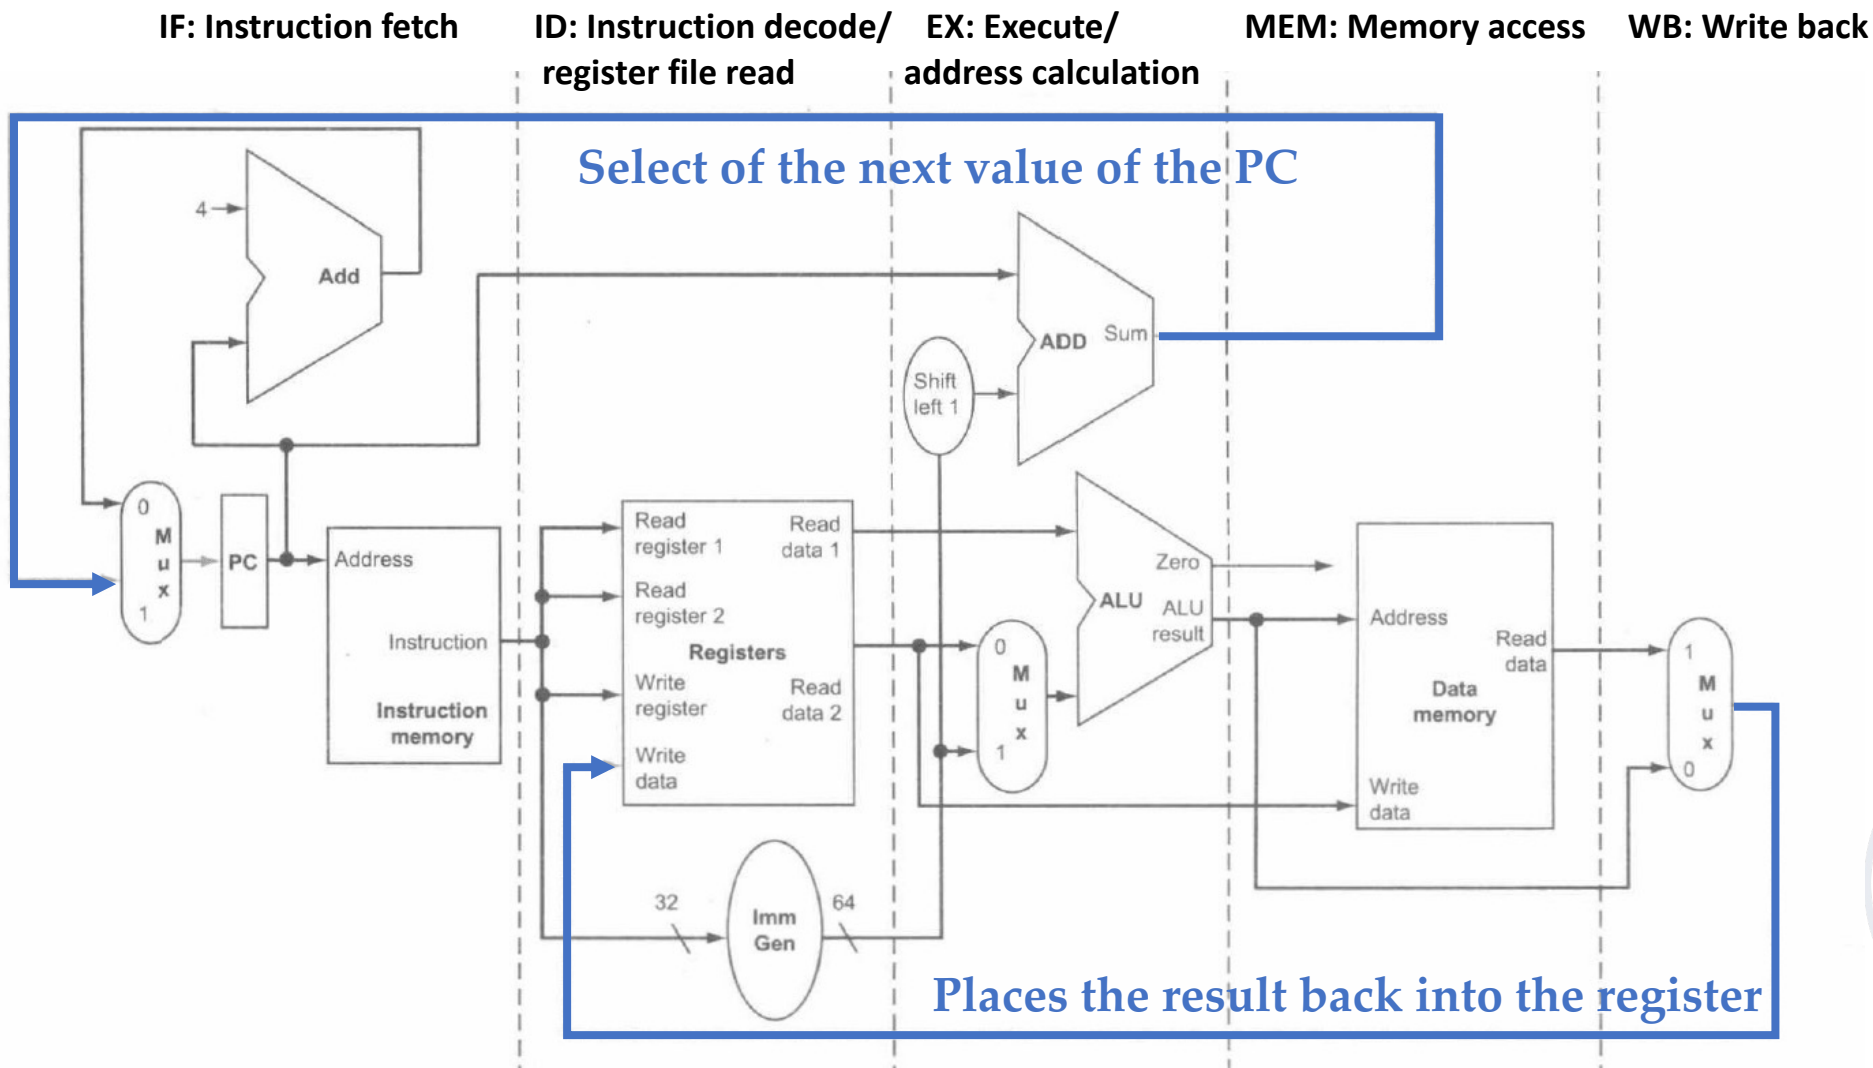 IF: Instruction fetch
ID: Instruction decode/
register file read
EX: Execute/
address calculation
MEM: Memory access
WB: Write back
Select of the next value of the PC
4
Add
ADD
Sum
Shift
left 1
0
M
u
x
1
PC
Address
Instruction
Instruction
memory
Read
register 1
Read
register 2
Write
register
Write
data
Registers
Read
data 1
Read
data 2
0
M
u
x
1
ALU
Zero
ALU
result
Address
Write
data
Data
memory
Read
data
1
M
u
x
0
32
Imm
Gen
64
Places the result back into the register